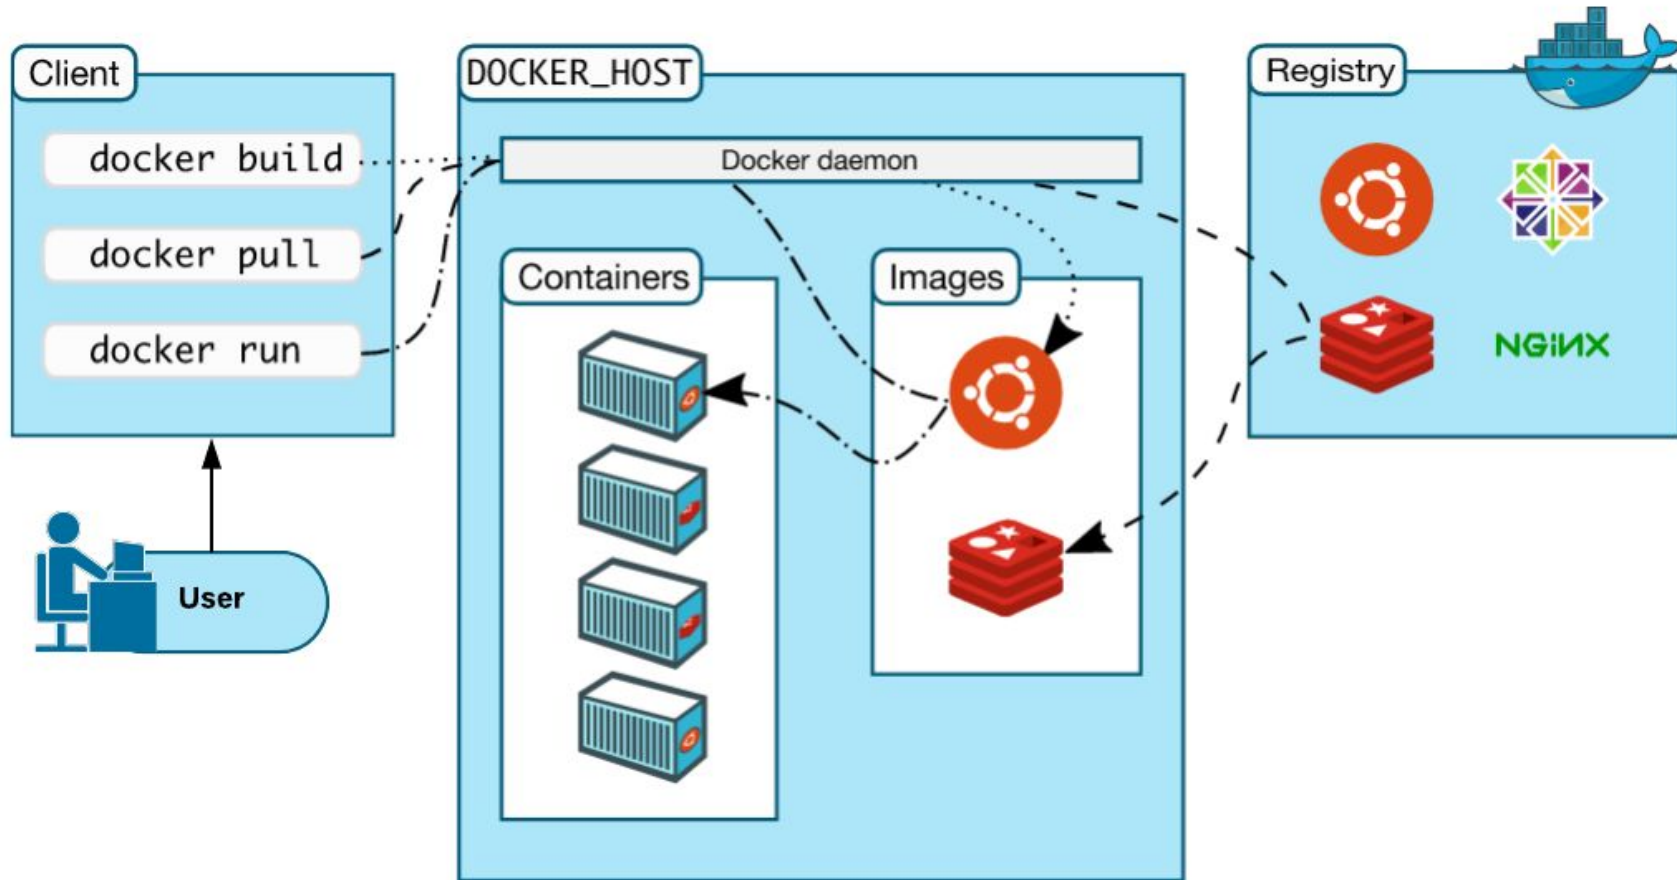 Client
docker build
docker pull
docker run
User
DOCKER_HOST
Docker daemon
Containers
Images
Registry
NGINX